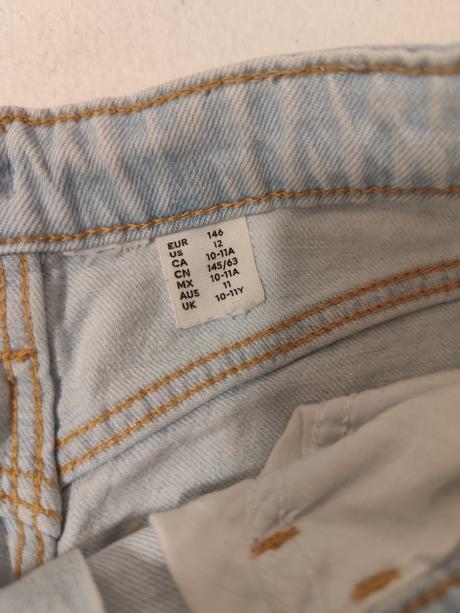 EUR 146
US 12
CA 10-11A
CN 145/63
MX 10-11A
AUS 11
UK 10-11Y